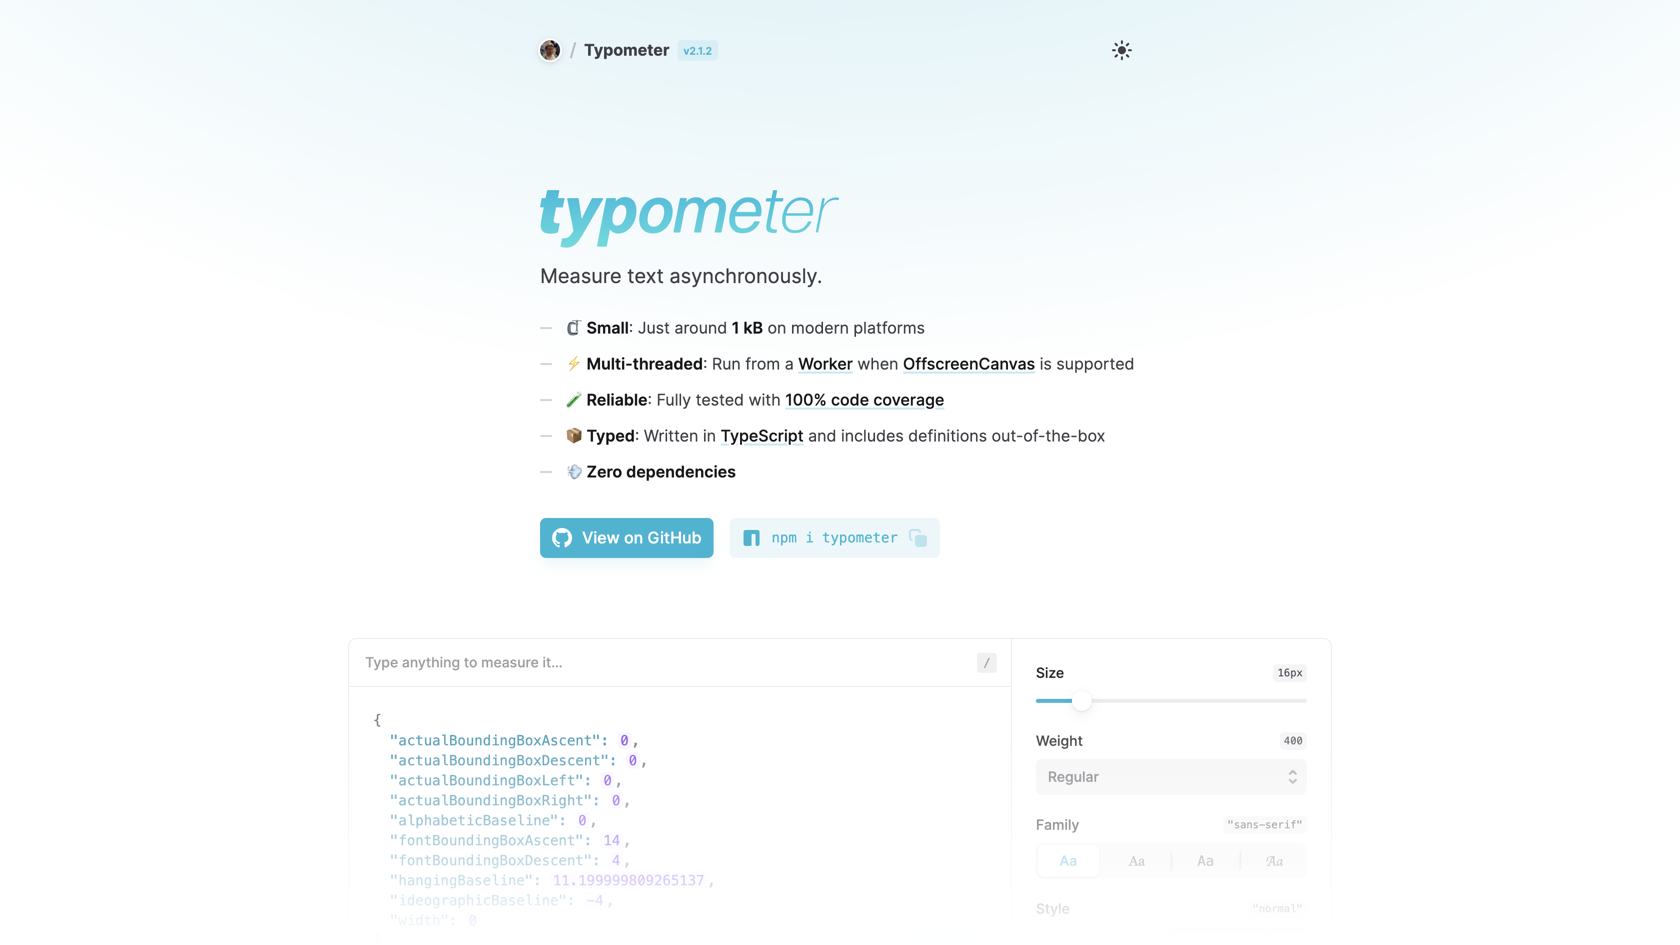 / Typometer v2.1.2
typometer
Measure text asynchronously.
— Small: Just around 1 kB on modern platforms
— ⚡ Multi-threaded: Run from a Worker when OffscreenCanvas is supported
— Reliable: Fully tested with 100% code coverage
— 📦 Typed: Written in TypeScript and includes definitions out-of-the-box
— 💨 Zero dependencies
View on GitHub
npm i typometer
Type anything to measure it...
/
{
"actualBoundingBoxAscent": 0,
"actualBoundingBoxDescent": 0,
"actualBoundingBoxLeft": 0,
"actualBoundingBoxRight": 0,
"alphabeticBaseline": 0,
"fontBoundingBoxAscent": 14,
"fontBoundingBoxDescent": 4,
"hangingBaseline": 11.199999809265137,
"ideographicBaseline": -4,
"width": 0
Size 16px
Weight 400
Regular
Family "sans-serif"
Aa Aa Aa Aa
Style "normal"